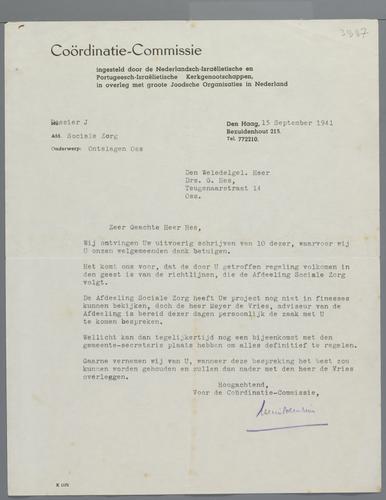 3887
Coördinatie-Commissie
ingesteld door de Nederlandsch-Israëlietische en
Portugeesch-Israëlietische Kerkgenootschappen,
in overleg met groote Joodsche Organisaties in Nederland
Dossier J
Afd. Sociale Zorg
Onderwerp: Ontslagen Oss
Den Haag, 15 September 1941
Bezuidenhout 215.
Tel. 772210.
Den Weledelgel. Heer
Drs. G. Hes,
Teugenaarstraat 14
Oss.
Zeer Geachte Heer Hes,
Wij ontvingen Uw uitvoerig schrijven van 10 dezer, waarvoor wij
U onzen welgemeenden dank betuigen.
Het komt ons voor, dat de door U getroffen regeling volkomen in
den geest is van de richtlijnen, die de Afdeeling Sociale Zorg
volgt.
De Afdeeling Sociale Zorg heeft Uw project nog niet in finesses
kunnen bekijken, doch de heer Meyer de Vries, adviseur van de
Afdeeling is bereid dezer dagen persoonlijk de zaak met U
te komen bespreken.
Wellicht kan dan tegelijkertijd nog een bijeenkomst met den
gemeente-secretaris plaats hebben om alles definitief te regelen.
Gaarne vernemen wij van U, wanneer deze bespreking het best zou
kunnen worden gehouden en zullen dan nader met den heer de Vries
overleggen.
Hoogachtend,
Voor de Coördinatie-Commissie,
K 1171